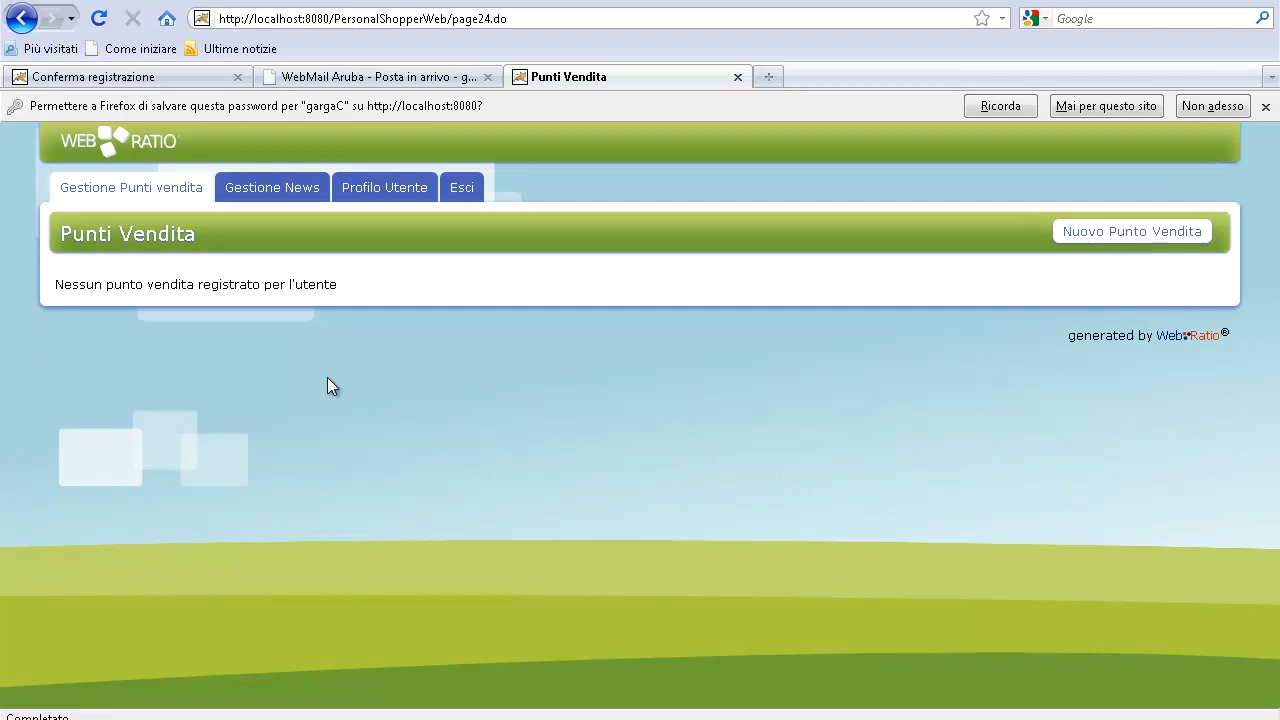 http://localhost:8080/PersonalShopperWeb/page24.do
Google
Più visitati
Come iniziare
Ultime notizie
Conferma registrazione
WebMail Aruba - Posta in arrivo - g...
Punti Vendita
Permettere a Firefox di salvare questa password per "gargaC" su http://localhost:8080?
Ricorda
Mai per questo sito
Non adesso
WEB RATIO
Gestione Punti vendita
Gestione News
Profilo Utente
Esci
Punti Vendita
Nuovo Punto Vendita
Nessun punto vendita registrato per l'utente
generated by WebRatio®
Completato